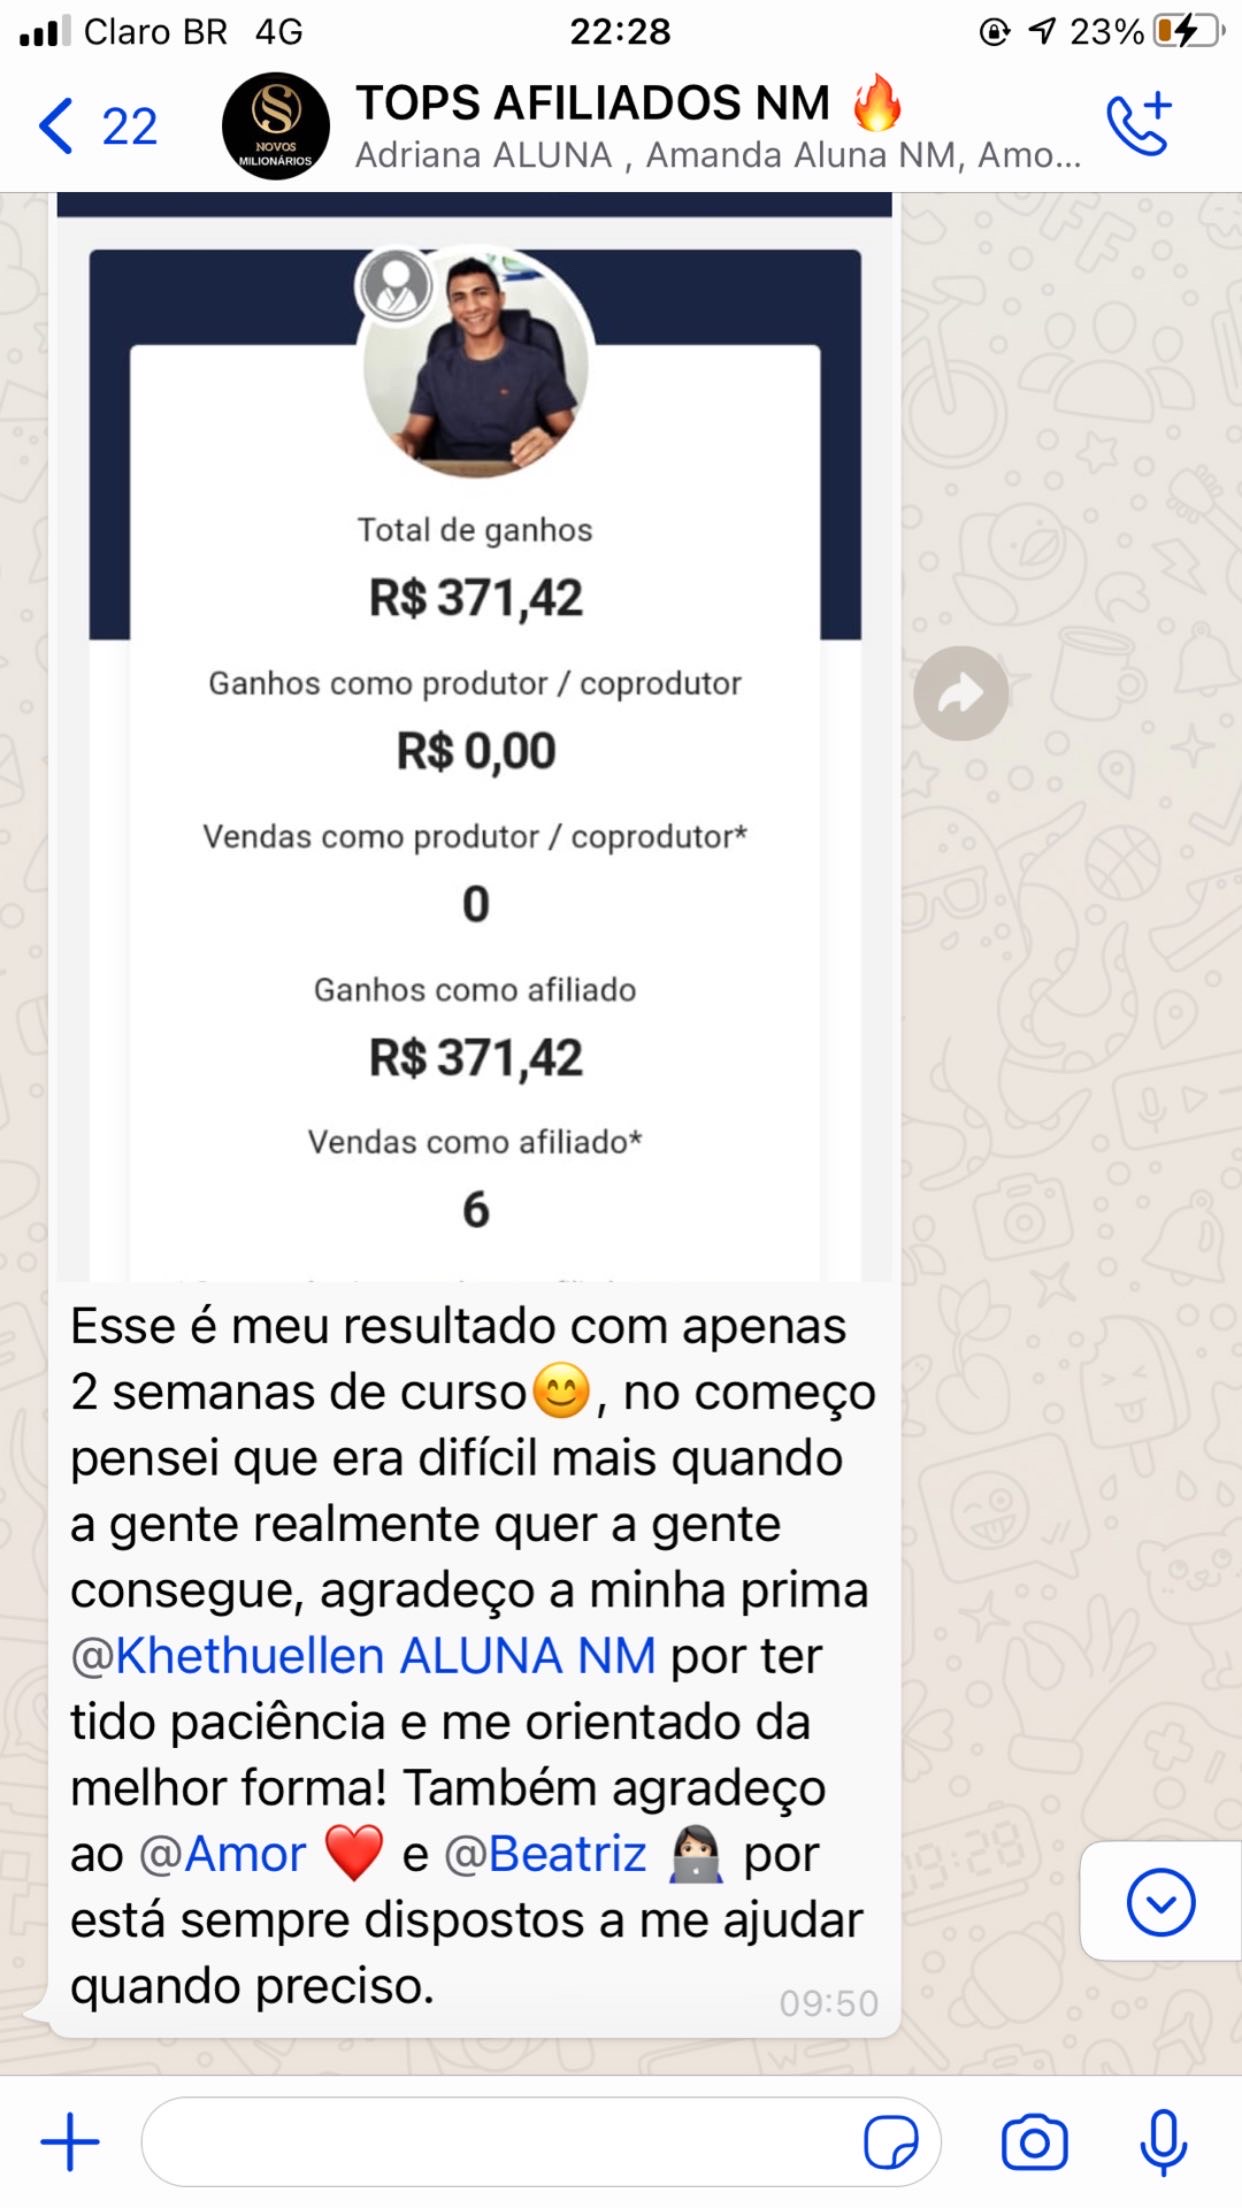 Claro BR 4G 22:28 23%
22
NOVOS
MILIONÁRIOS
TOPS AFILIADOS NM 🔥
Adriana ALUNA , Amanda Aluna NM, Amo...
Total de ganhos
R$ 371,42
Ganhos como produtor / coprodutor
R$ 0,00
Vendas como produtor / coprodutor*
0
Ganhos como afiliado
R$ 371,42
Vendas como afiliado*
6
Esse é meu resultado com apenas
2 semanas de curso😊, no começo
pensei que era difícil mais quando
a gente realmente quer a gente
consegue, agradeço a minha prima
@Khethuellen ALUNA NM por ter
tido paciência e me orientado da
melhor forma! Também agradeço
ao @Amor ❤️ e @Beatriz 👩🏻‍💻 por
está sempre dispostos a me ajudar
quando preciso.
09:50